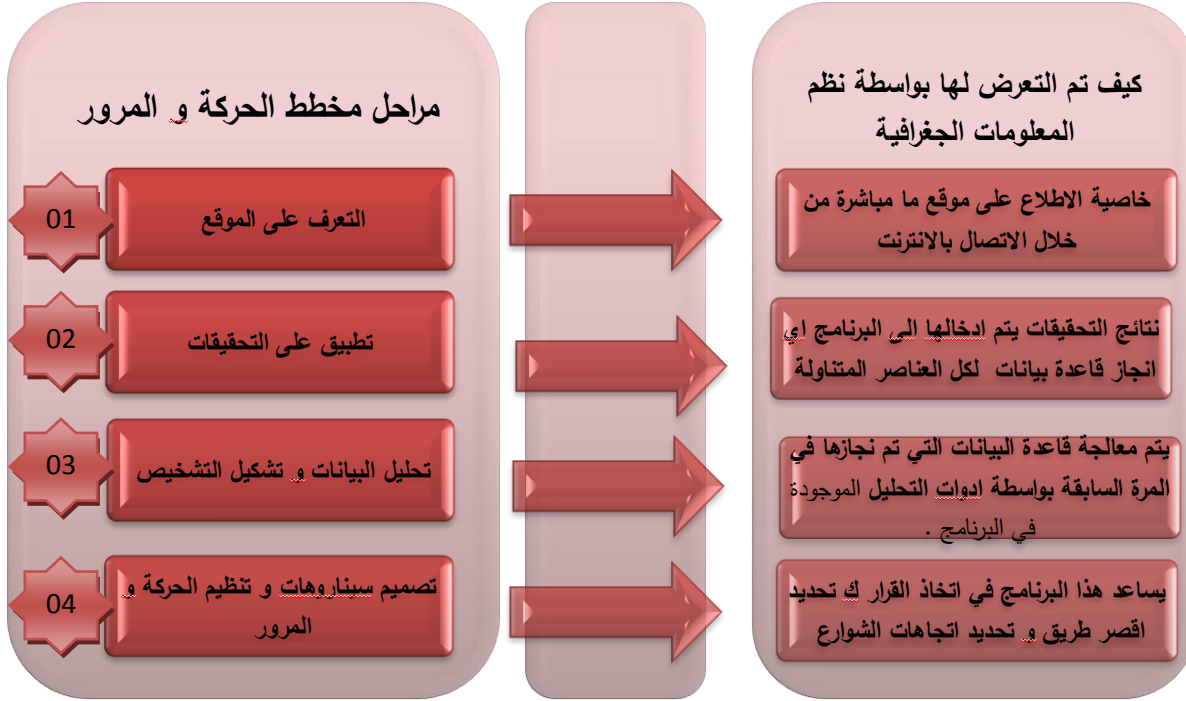 مراحل مخطط الحركة و المرور
01
التعرف على الموقع
02
تطبيق على التحقيقات
03
تحليل البيانات و تشكيل التشخيص
04
تصميم سيناروهات و تنظيم الحركة و
المرور
كيف تم التعرض لها بواسطة نظم
المعلومات الجغرافية
خاصية الاطلاع على موقع ما مباشرة من
خلال الاتصال بالانترنت
نتائج التحقيقات يتم ادخالها الى البرنامج اي
انجاز قاعدة بيانات لكل العناصر المتناولة
يتم معالجة قاعدة البيانات التي تم نجازها في
المرة السابقة بواسطة ادوات التحليل الموجودة
في البرنامج .
يساعد هذا البرنامج في اتخاذ القرار ك تحديد
اقصر طريق و تحديد اتجاهات الشوارع